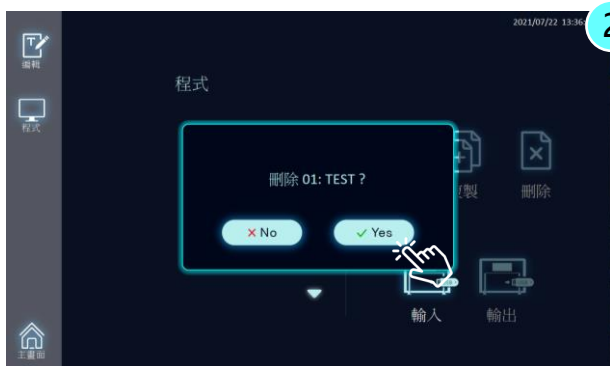 2021/07/22 13:36
2
編輯
程式
程式
刪除 01: TEST ?
No
Yes
製
刪除
輸入
輸出
主畫面